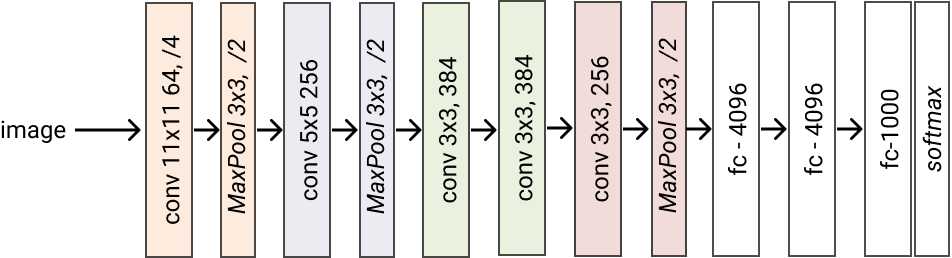 image
conv 11x11 64, /4
MaxPool 3x3, /2
conv 5x5 256
MaxPool 3x3, /2
conv 3x3, 384
conv 3x3, 384
conv 3x3, 256
MaxPool 3x3, /2
fc - 4096
fc - 4096
fc-1000
softmax